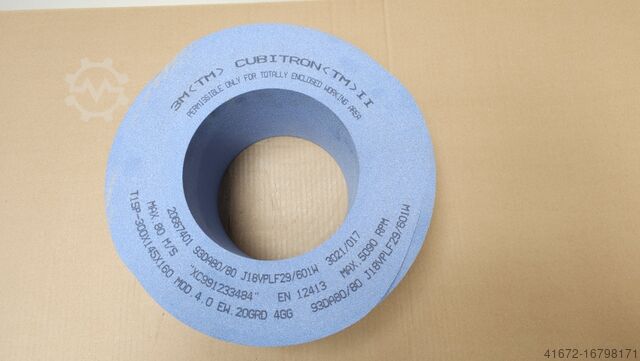 3M<TM> CUBITRON<TM>II
PERMISSIBLE ONLY FOR TOTALLY ENCLOSED WORKING AREA
20667401 93DA80/80 J18VPLF29/601W 3021/017
MAX.80 M/S "XC991233484" EN 12413 MAX.5090 RPM
T1SP-300X145X160 MOD.4.0 EW.20GRD 4GG 93DA80/80 J18VPLF29/601W
41672-16798171